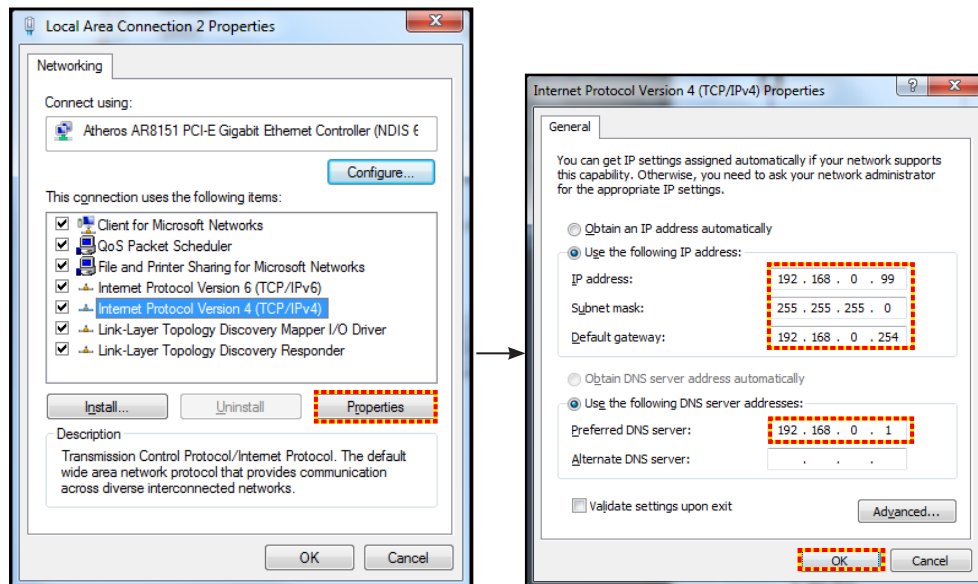 Local Area Connection 2 Properties
Networking
Connect using:
Atheros AR8151 PCI-E Gigabit Ethernet Controller (NDIS 6
Configure...
This connection uses the following items:
Client for Microsoft Networks
QoS Packet Scheduler
File and Printer Sharing for Microsoft Networks
Internet Protocol Version 6 (TCP/IPv6)
Internet Protocol Version 4 (TCP/IPv4)
Link-Layer Topology Discovery Mapper I/O Driver
Link-Layer Topology Discovery Responder
Install...
Uninstall
Properties
Description
Transmission Control Protocol/Internet Protocol. The default
wide area network protocol that provides communication
across diverse interconnected networks.
OK
Cancel
Internet Protocol Version 4 (TCP/IPv4) Properties
General
You can get IP settings assigned automatically if your network supports
this capability. Otherwise, you need to ask your network administrator
for the appropriate IP settings.
Obtain an IP address automatically
Use the following IP address:
IP address: 192 . 168 . 0 . 99
Subnet mask: 255 . 255 . 255 . 0
Default gateway: 192 . 168 . 0 . 254
Obtain DNS server address automatically
Use the following DNS server addresses:
Preferred DNS server: 192 . 168 . 0 . 1
Alternate DNS server: . . .
Validate settings upon exit
Advanced...
OK
Cancel